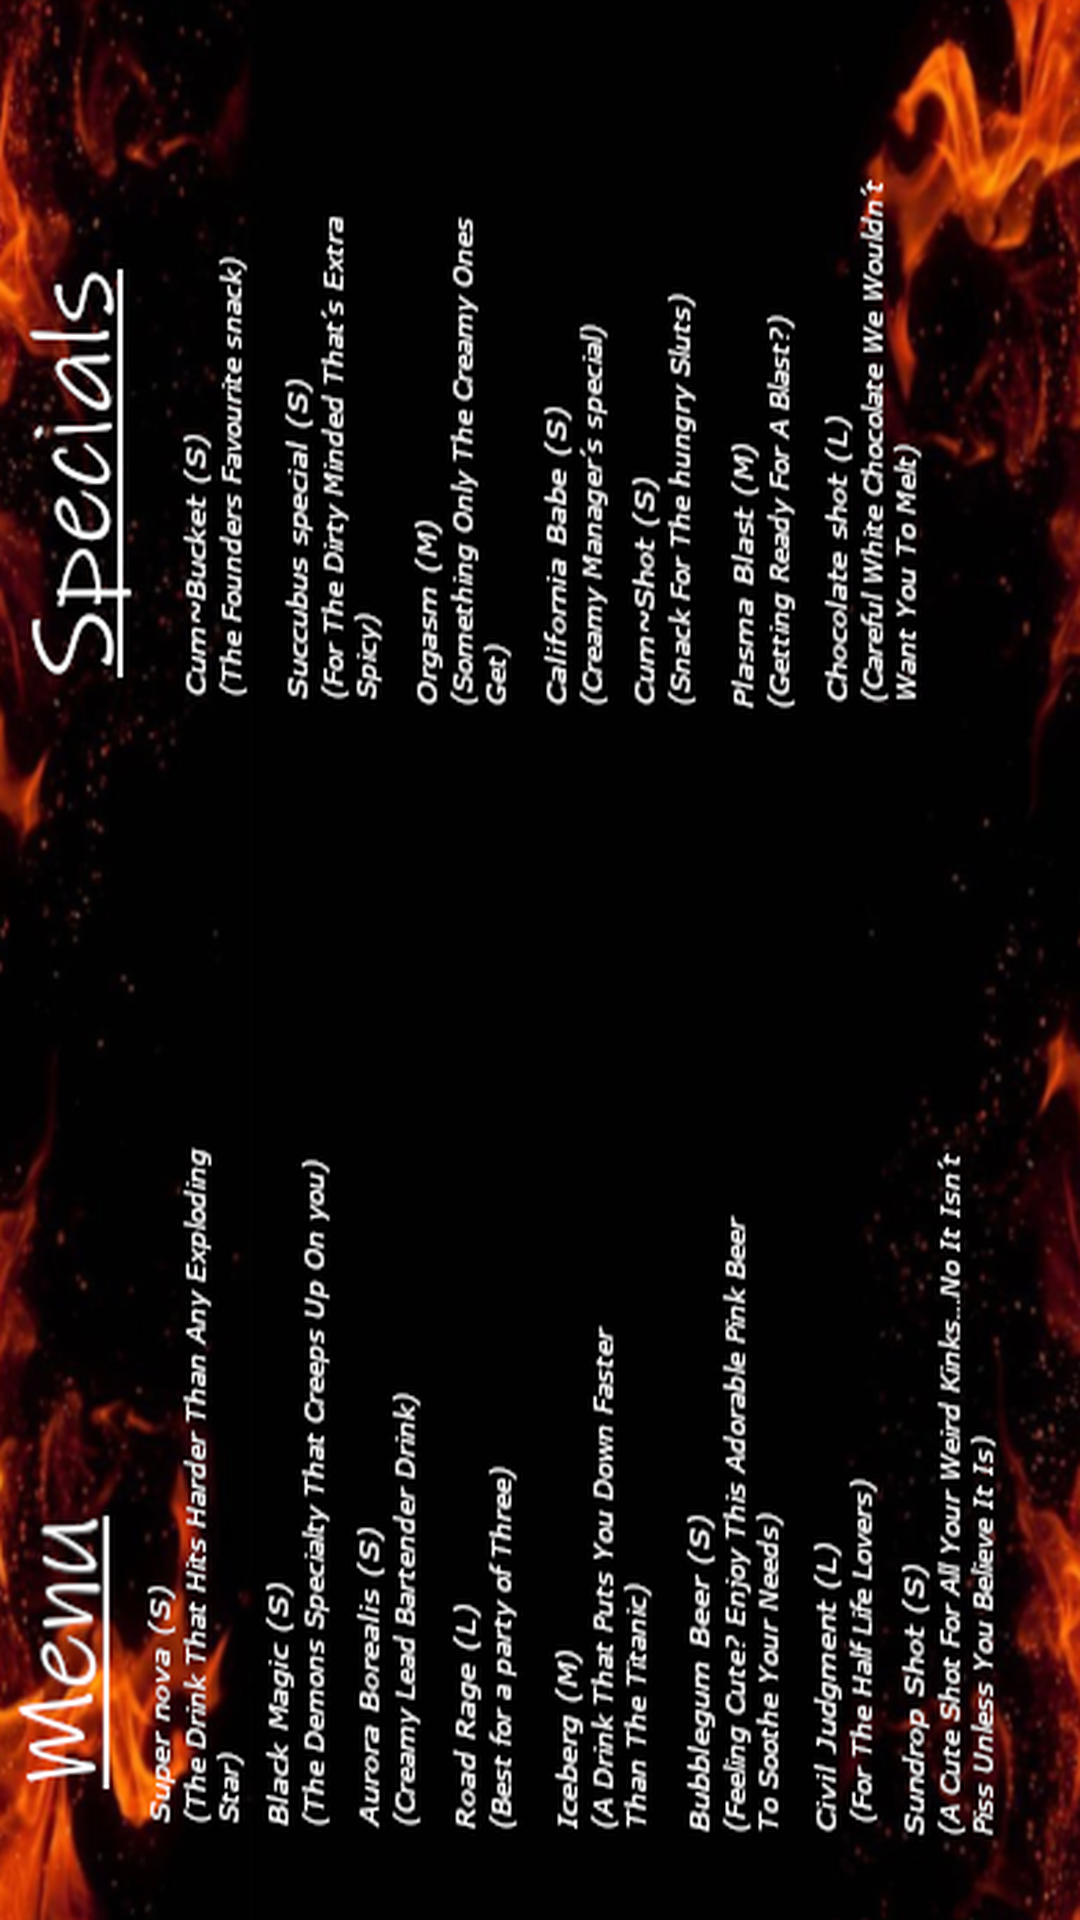 Menu
Super nova (S)
(The Drink That Hits Harder Than Any Exploding
Star)
Black Magic (S)
(The Demons Specialty That Creeps Up On you)
Aurora Borealis (S)
(Creamy Lead Bartender Drink)
Road Rage (L)
(Best for a party of Three)
Iceberg (M)
(A Drink That Puts You Down Faster
Than The Titanic)
Bubblegum Beer (S)
(Feeling Cute? Enjoy This Adorable Pink Beer
To Soothe Your Needs)
Civil Judgment (L)
(For The Half Life Lovers)
Sundrop Shot (S)
(A Cute Shot For All Your Weird Kinks...No It Isn't
Piss Unless You Believe It Is)
Specials
Cum~Bucket (S)
(The Founders Favourite snack)
Succubus special (S)
(For The Dirty Minded That's Extra
Spicy)
Orgasm (M)
(Something Only The Creamy Ones
Get)
California Babe (S)
(Creamy Manager's special)
Cum~Shot (S)
(Snack For The hungry Sluts)
Plasma Blast (M)
(Getting Ready For A Blast?)
Chocolate shot (L)
(Careful White Chocolate We Wouldn't
Want You To Melt)